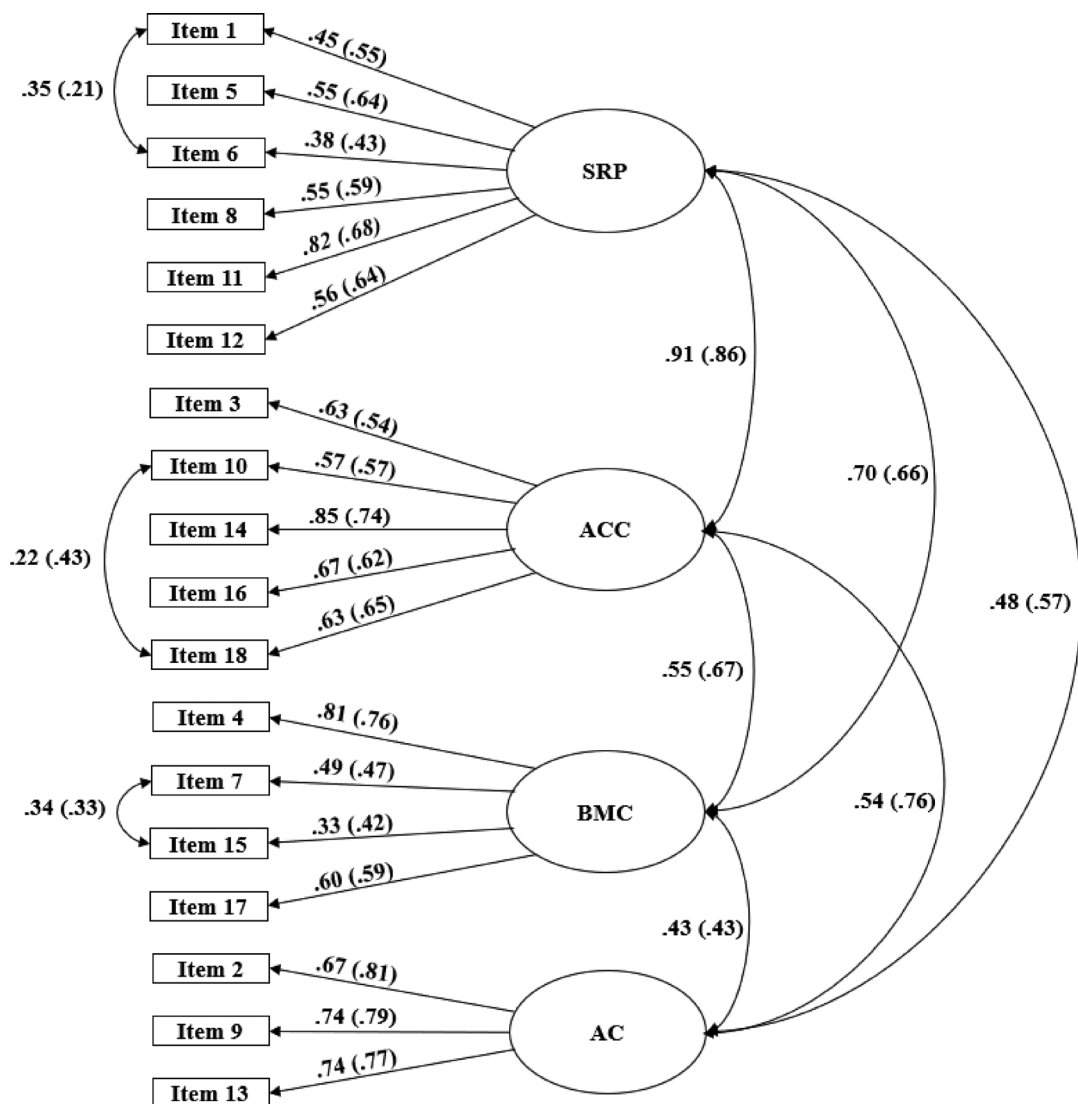 Item 1
.45 (.55)
.35 (.21)
Item 5
.55 (.64)
Item 6
.38 (.43)
SRP
Item 8
.55 (.59)
Item 11
.82 (.68)
Item 12
.56 (.64)
.91 (.86)
Item 3
.63 (.54)
Item 10
.57 (.57)
.70 (.66)
Item 14
.85 (.74)
ACC
.22 (.43)
Item 16
.67 (.62)
.48 (.57)
Item 18
.63 (.65)
.55 (.67)
Item 4
.81 (.76)
Item 7
.49 (.47)
.34 (.33)
BMC
.54 (.76)
Item 15
.33 (.42)
Item 17
.60 (.59)
.43 (.43)
Item 2
.67 (.81)
Item 9
.74 (.79)
AC
Item 13
.74 (.77)